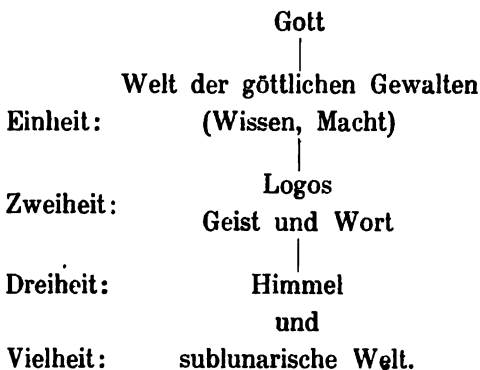 Gott
Welt der göttlichen Gewalten
Einheit: (Wissen, Macht)
Logos
Zweiheit:
Geist und Wort
Dreiheit: Himmel
und
Vielheit: sublunarische Welt.